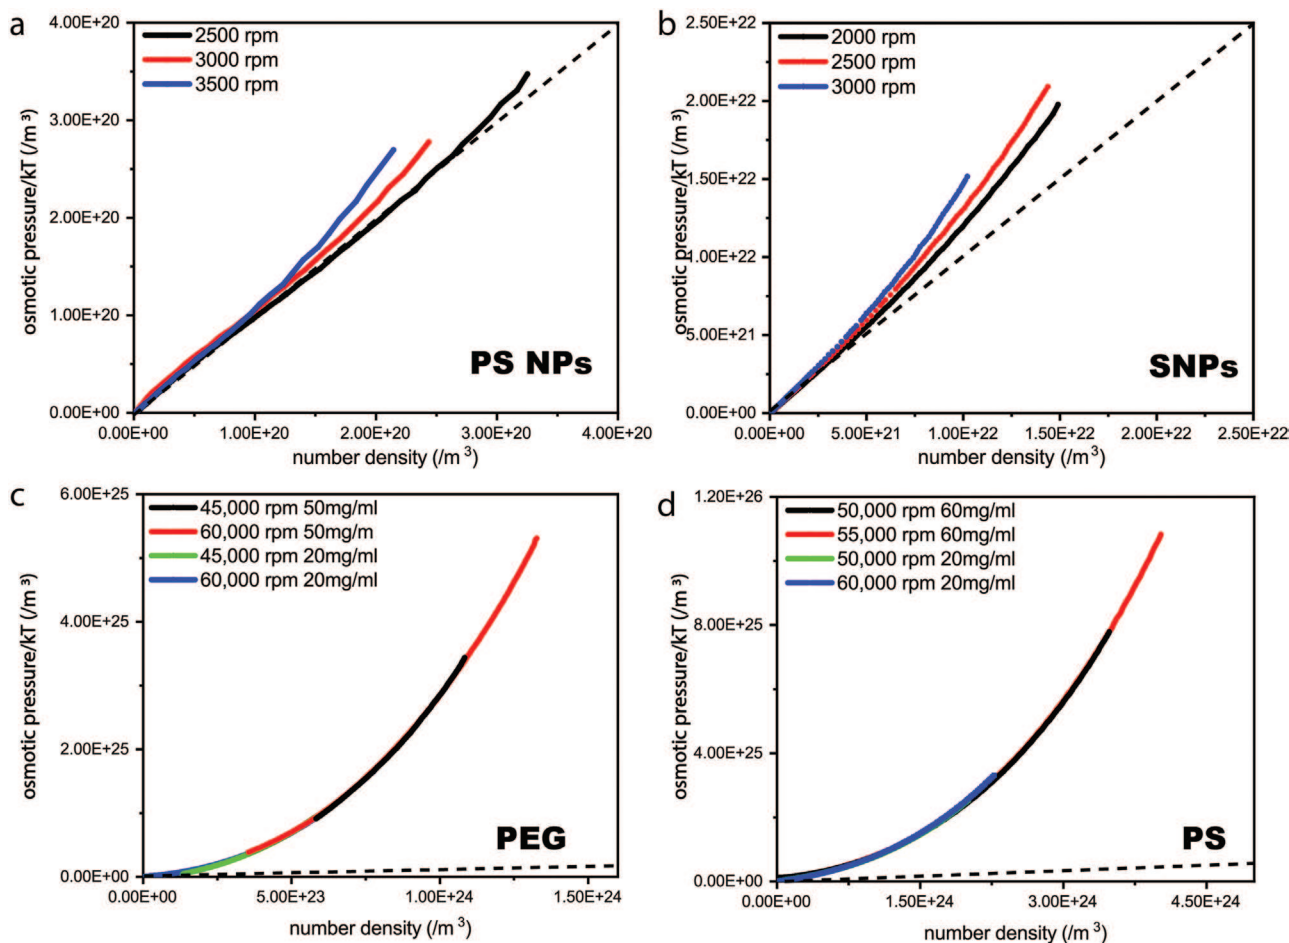 a
4.00E+20
3.00E+20
2.00E+20
1.00E+20
0.00E+00
osmotic pressure/kT (/m³)
2500 rpm
3000 rpm
3500 rpm
PS NPs
0.00E+00 1.00E+20 2.00E+20 3.00E+20 4.00E+20
number density (/m³)
b
2.50E+22
2.00E+22
1.50E+22
1.00E+22
5.00E+21
0.00E+00
osmotic pressure/kT (/m³)
2000 rpm
2500 rpm
3000 rpm
SNPs
0.00E+00 5.00E+21 1.00E+22 1.50E+22 2.00E+22 2.50E+22
number density (/m³)
c
6.00E+25
4.00E+25
2.00E+25
0.00E+00
osmotic pressure/kT (/m³)
45,000 rpm 50mg/ml
60,000 rpm 50mg/m
45,000 rpm 20mg/ml
60,000 rpm 20mg/ml
PEG
0.00E+00 5.00E+23 1.00E+24 1.50E+24
number density (/m³)
d
1.20E+26
8.00E+25
4.00E+25
0.00E+00
osmotic pressure/kT (/m³)
50,000 rpm 60mg/ml
55,000 rpm 60mg/ml
50,000 rpm 20mg/ml
60,000 rpm 20mg/ml
PS
0.00E+00 1.50E+24 3.00E+24 4.50E+24
number density (/m³)